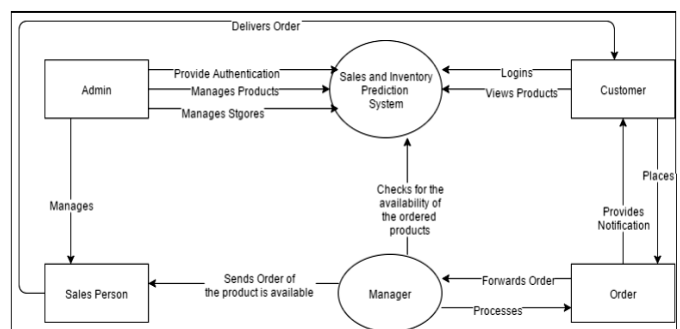 Delivers Order
Admin
Provide Authentication
Manages Products
Manages Stgores
Sales and Inventory
Prediction
System
Logins
Views Products
Customer
Manages
Checks for the
availability of
the ordered
products
Provides
Notification
Places
Sales Person
Sends Order of
the product is available
Manager
Forwards Order
Processes
Order